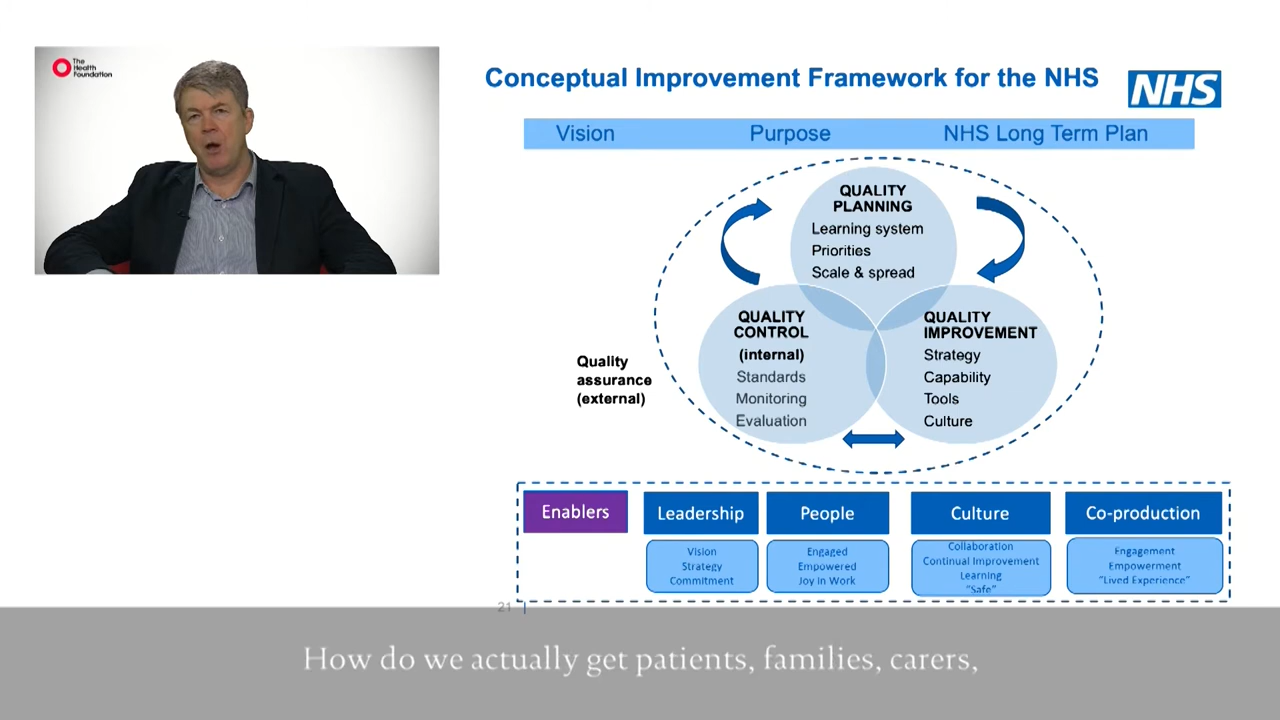 The
Health
Foundation
Conceptual Improvement Framework for the NHS
NHS
Vision
Purpose
NHS Long Term Plan
QUALITY
PLANNING
Learning system
Priorities
Scale & spread
QUALITY
CONTROL
(internal)
Standards
Monitoring
Evaluation
QUALITY
IMPROVEMENT
Strategy
Capability
Tools
Culture
Quality
assurance
(external)
Enablers
Leadership
Vision
Strategy
Commitment
People
Engaged
Empowered
Joy in Work
Culture
Collaboration
Continual Improvement
Learning
"Safe"
Co-production
Engagement
Empowerment
"Lived Experience"
21
How do we actually get patients, families, carers,